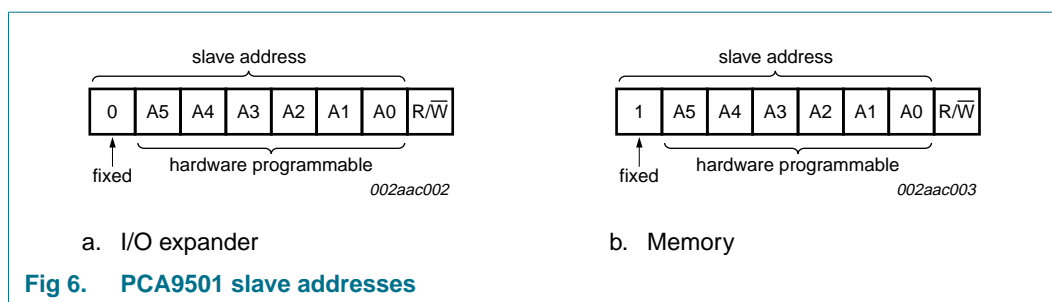 slave address
0 A5 A4 A3 A2 A1 A0 R/W̅
fixed
hardware programmable
002aac002
a. I/O expander
slave address
1 A5 A4 A3 A2 A1 A0 R/W̅
fixed
hardware programmable
002aac003
b. Memory
Fig 6. PCA9501 slave addresses